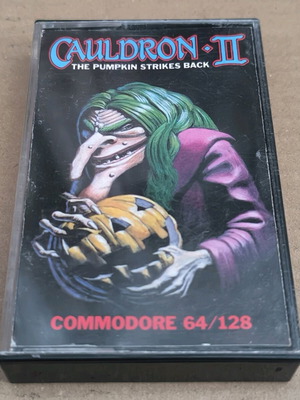 CAULDRON·II
THE PUMPKIN STRIKES BACK
COMMODORE 64/128